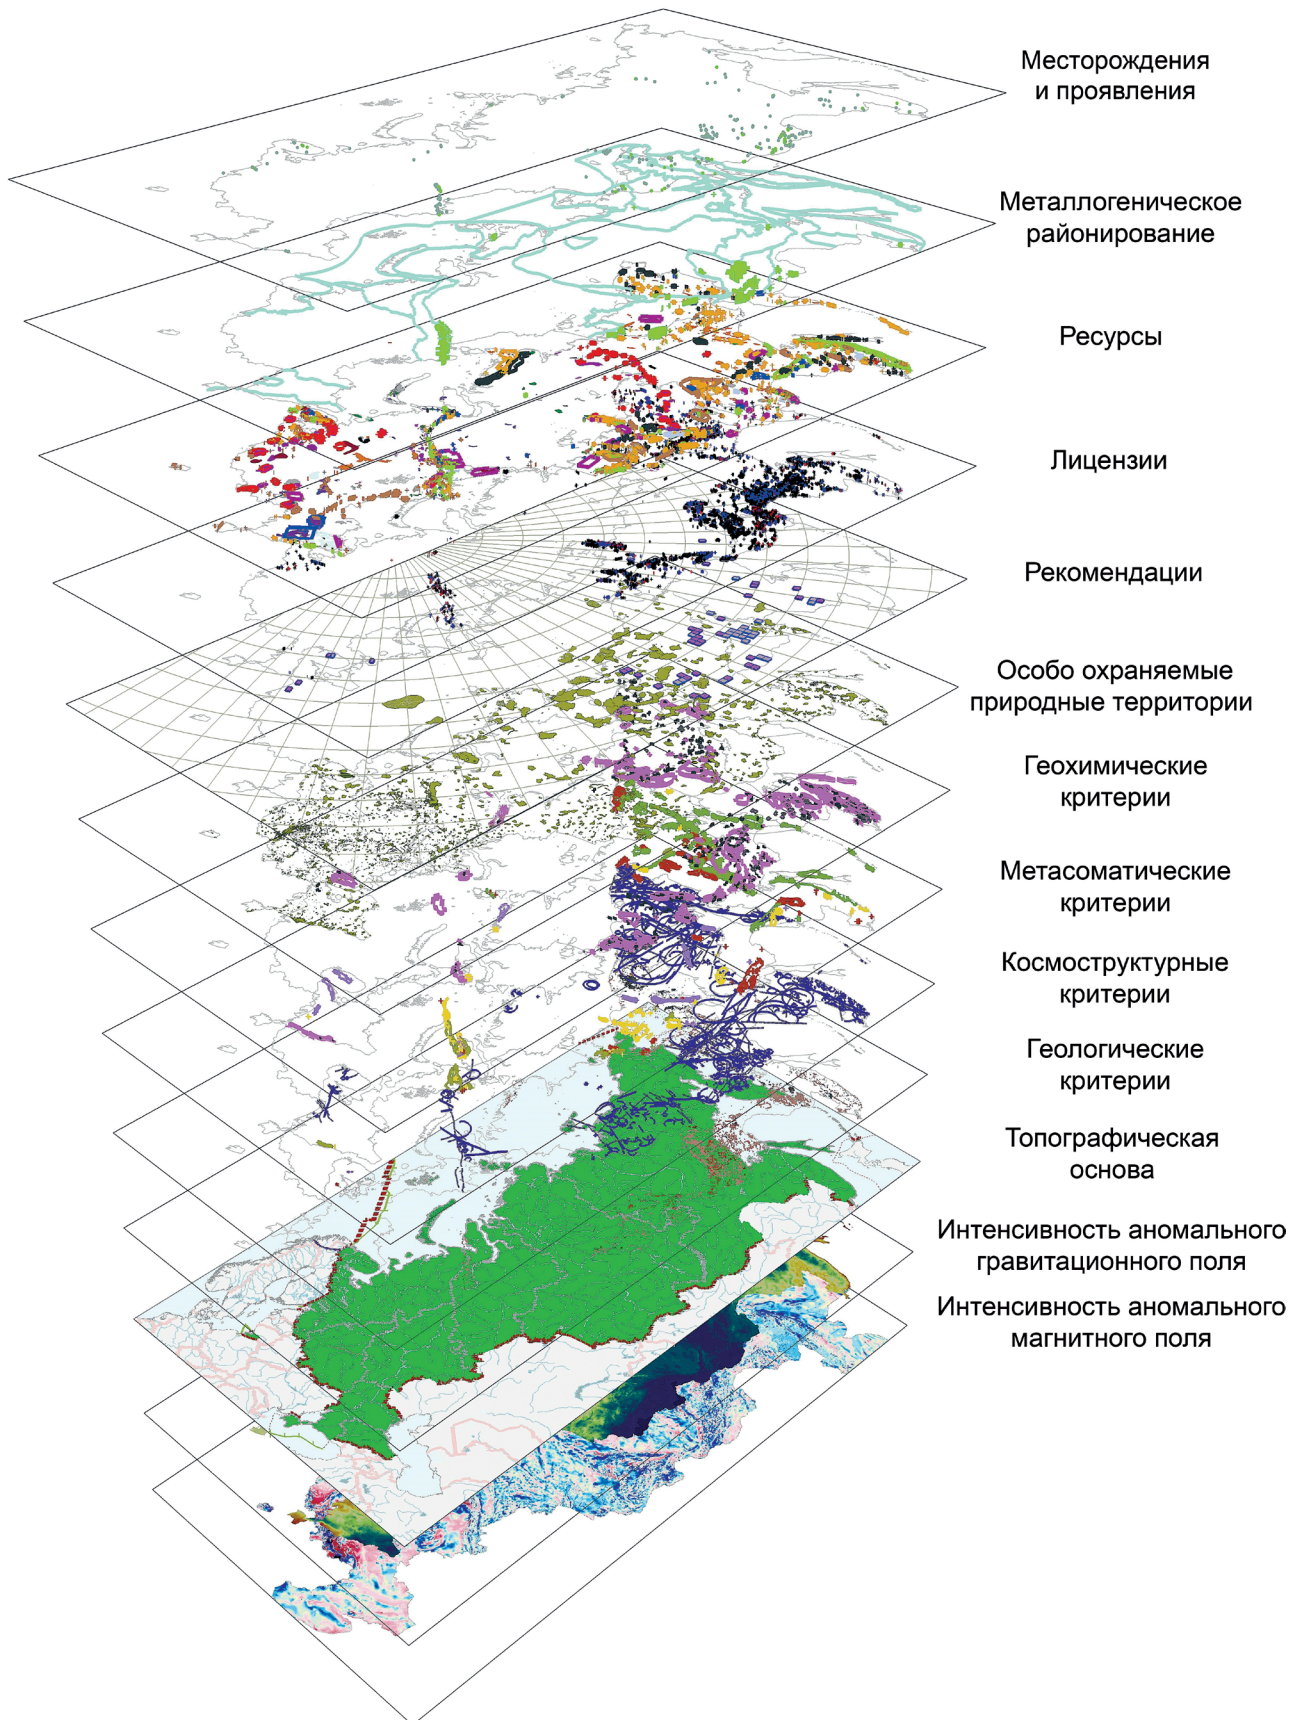 Месторождения
и проявления
Металлогеническое
районирование
Ресурсы
Лицензии
Рекомендации
Особо охраняемые
природные территории
Геохимические
критерии
Метасоматические
критерии
Космоструктурные
критерии
Геологические
критерии
Топографическая
основа
Интенсивность аномального
гравитационного поля
Интенсивность аномального
магнитного поля